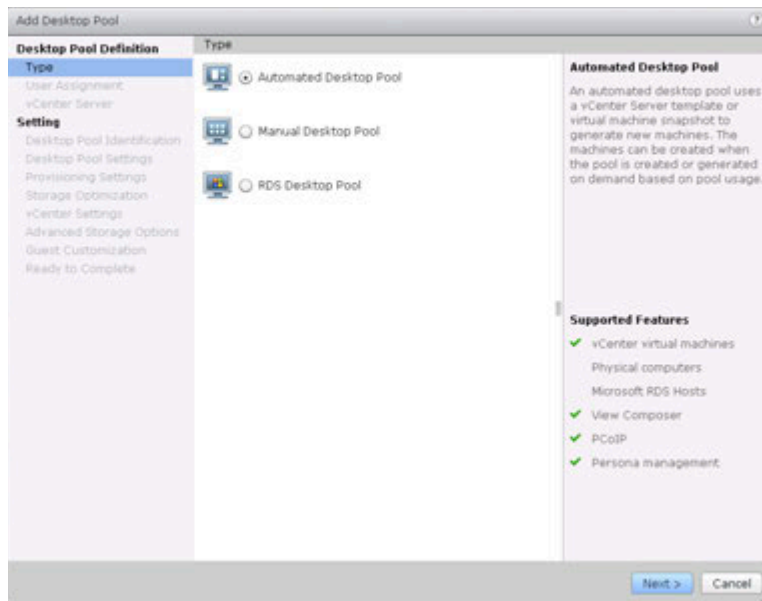 Add Desktop Pool
?
Desktop Pool Definition
Type
User Assignment
vCenter Server
Setting
Desktop Pool Identification
Desktop Pool Settings
Provisioning Settings
Storage Optimization
vCenter Settings
Advanced Storage Options
Guest Customization
Ready to Complete
Type
Automated Desktop Pool
Manual Desktop Pool
RDS Desktop Pool
Automated Desktop Pool
An automated desktop pool uses
a vCenter Server template or
virtual machine snapshot to
generate new machines. The
machines can be created when
the pool is created or generated
on demand based on pool usage.
Supported Features
vCenter virtual machines
Physical computers
Microsoft RDS Hosts
View Composer
PCoIP
Persona management
Next >
Cancel